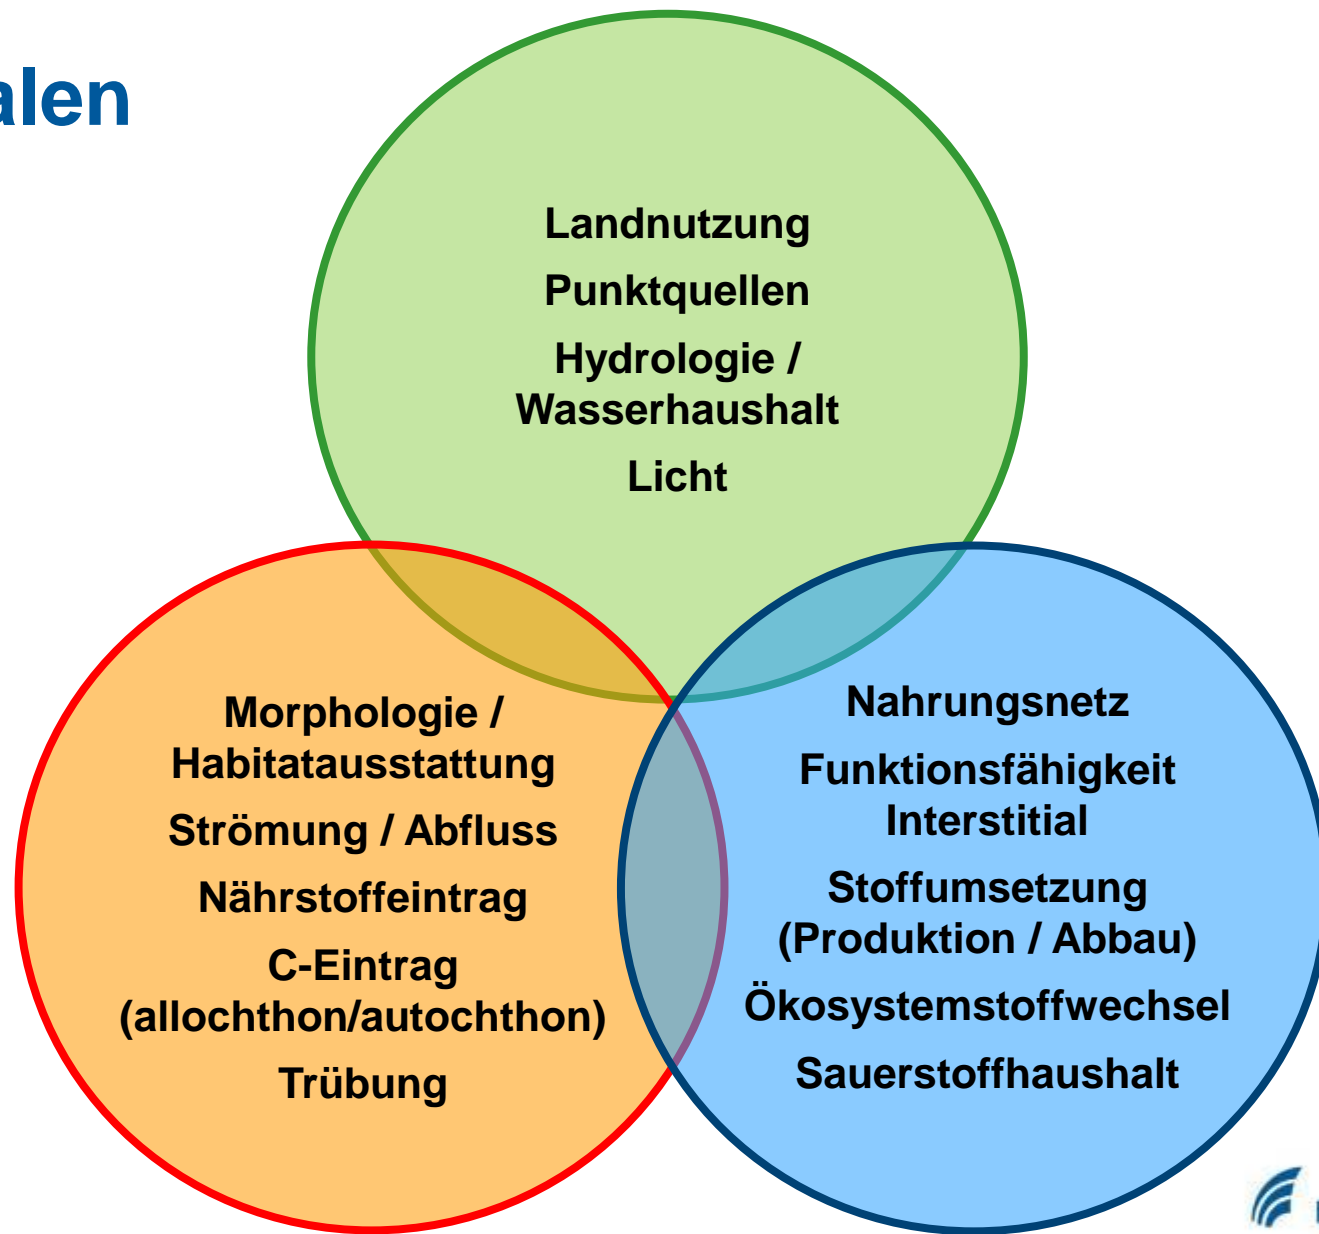 alen
Landnutzung
Punktquellen
Hydrologie /
Wasserhaushalt
Licht
Morphologie /
Habitatausstattung
Strömung / Abfluss
Nährstoffeintrag
C-Eintrag
(allochthon/autochthon)
Trübung
Nahrungsnetz
Funktionsfähigkeit
Interstitial
Stoffumsetzung
(Produktion / Abbau)
Ökosystemstoffwechsel
Sauerstoffhaushalt